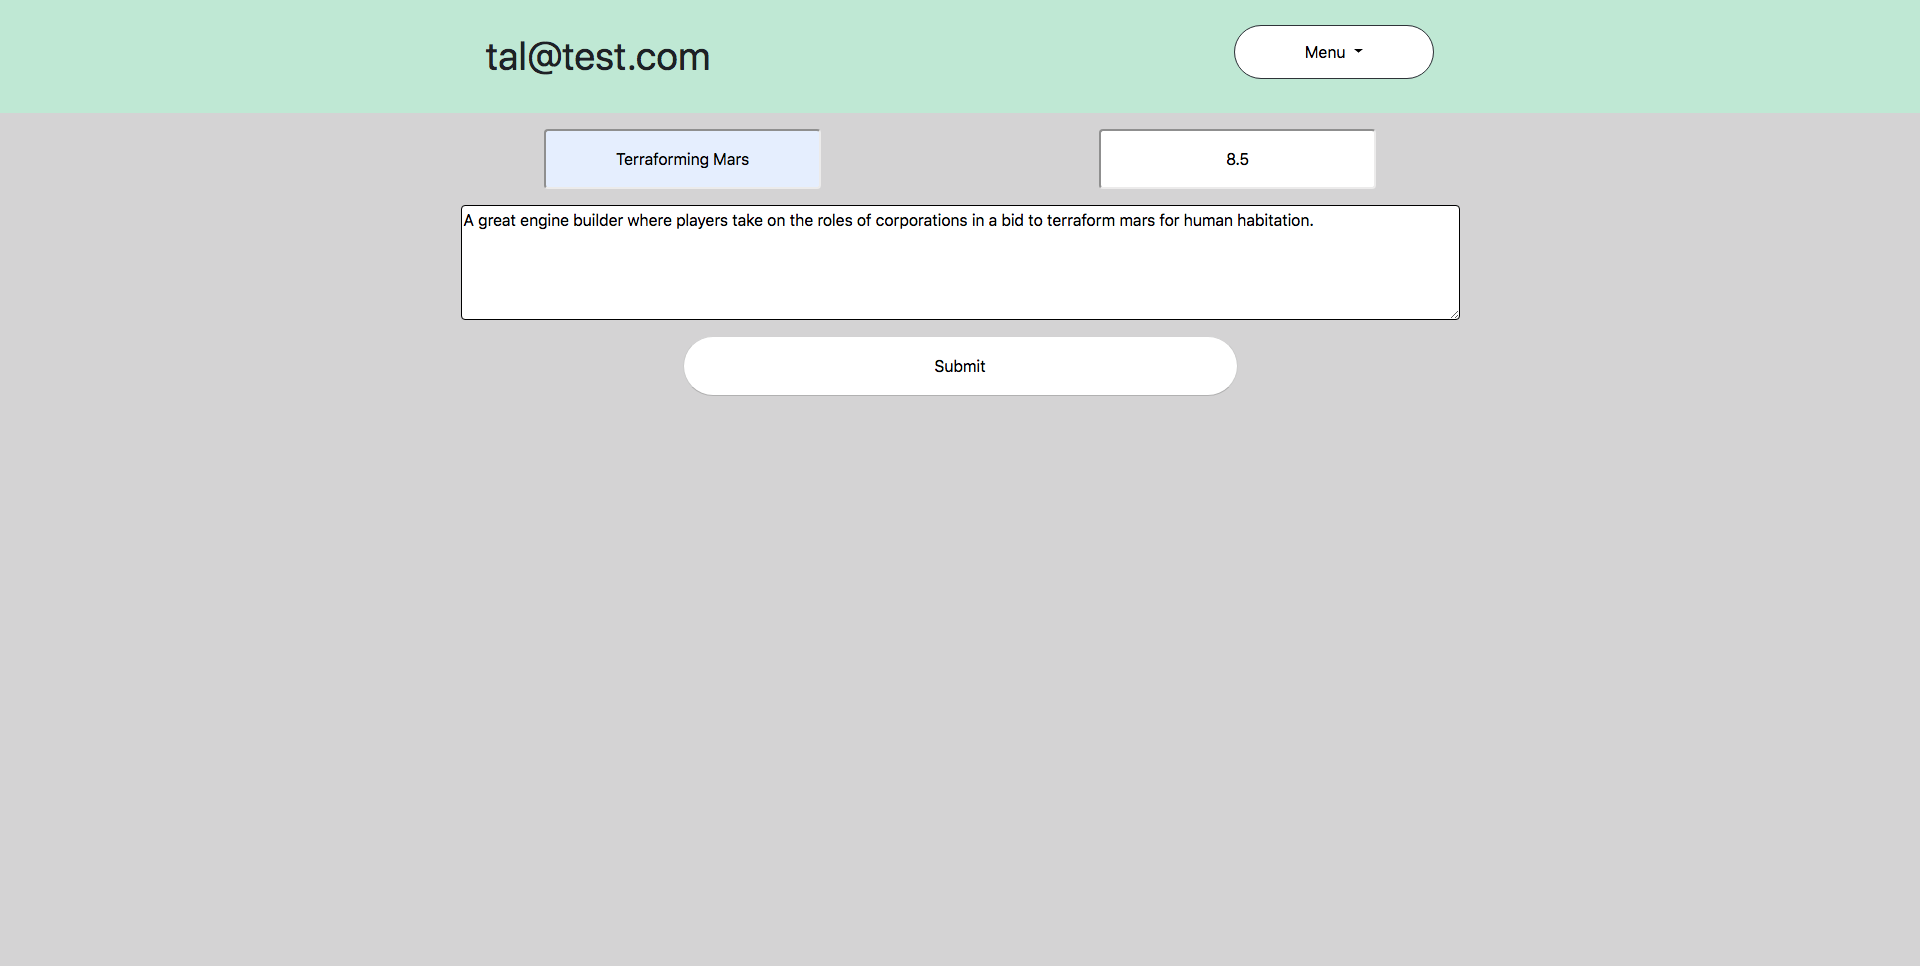 tal@test.com
Menu
Terraforming Mars
8.5
A great engine builder where players take on the roles of corporations in a bid to terraform mars for human habitation.
Submit